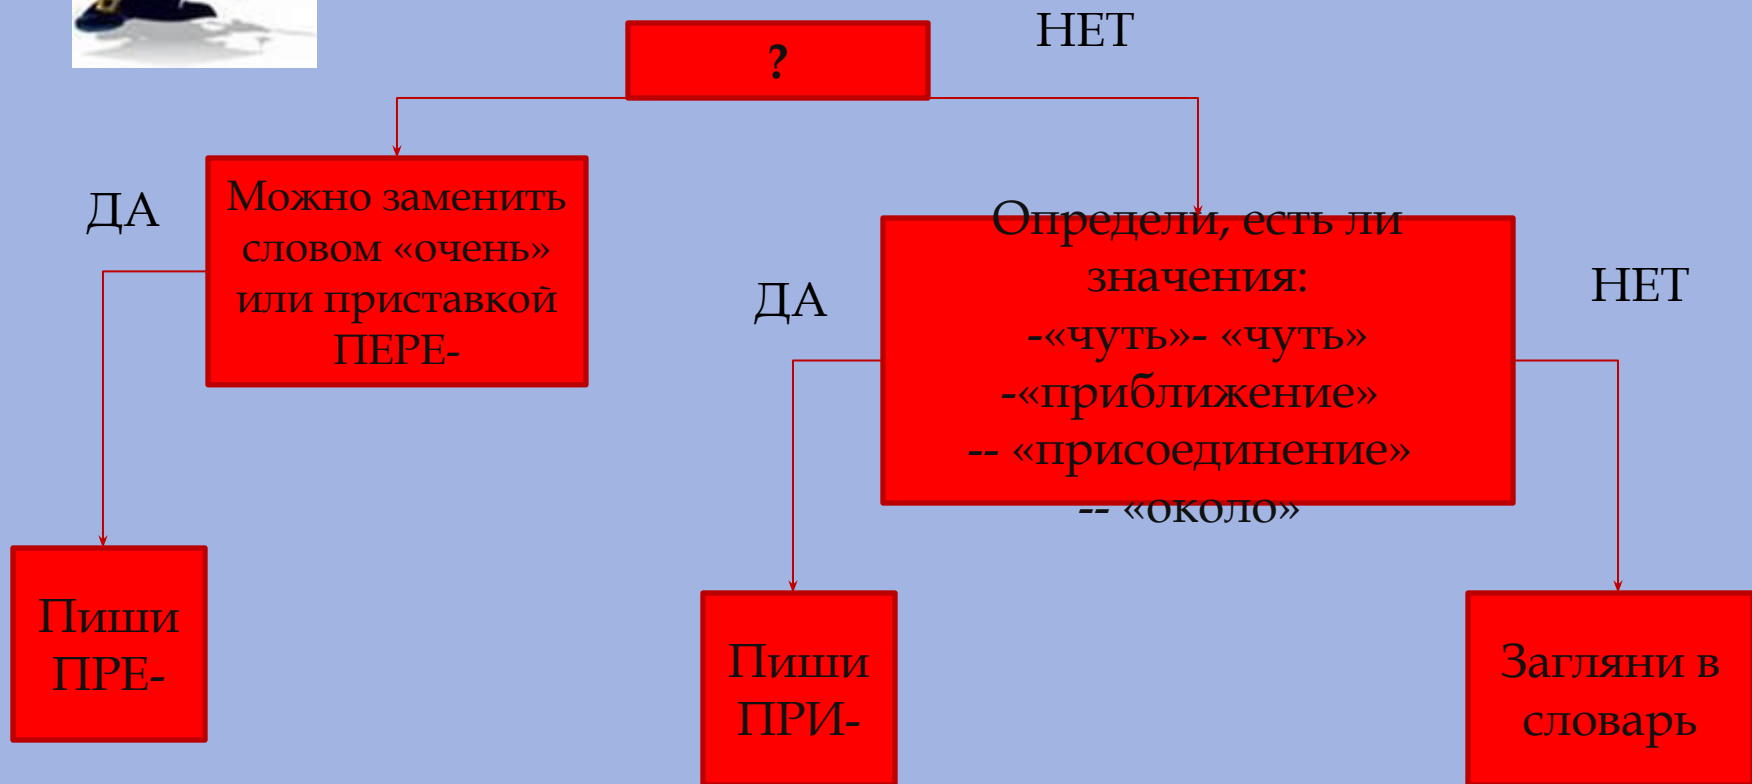 НЕТ
?
ДА
Можно заменить
словом «очень»
или приставкой
ПЕРЕ-
Определи, есть ли
значения:
-«чуть»- «чуть»
-«приближение»
-- «присоединение»
-- «около»
ДА
НЕТ
Пиши
ПРЕ-
Пиши
ПРИ-
Загляни в
словарь